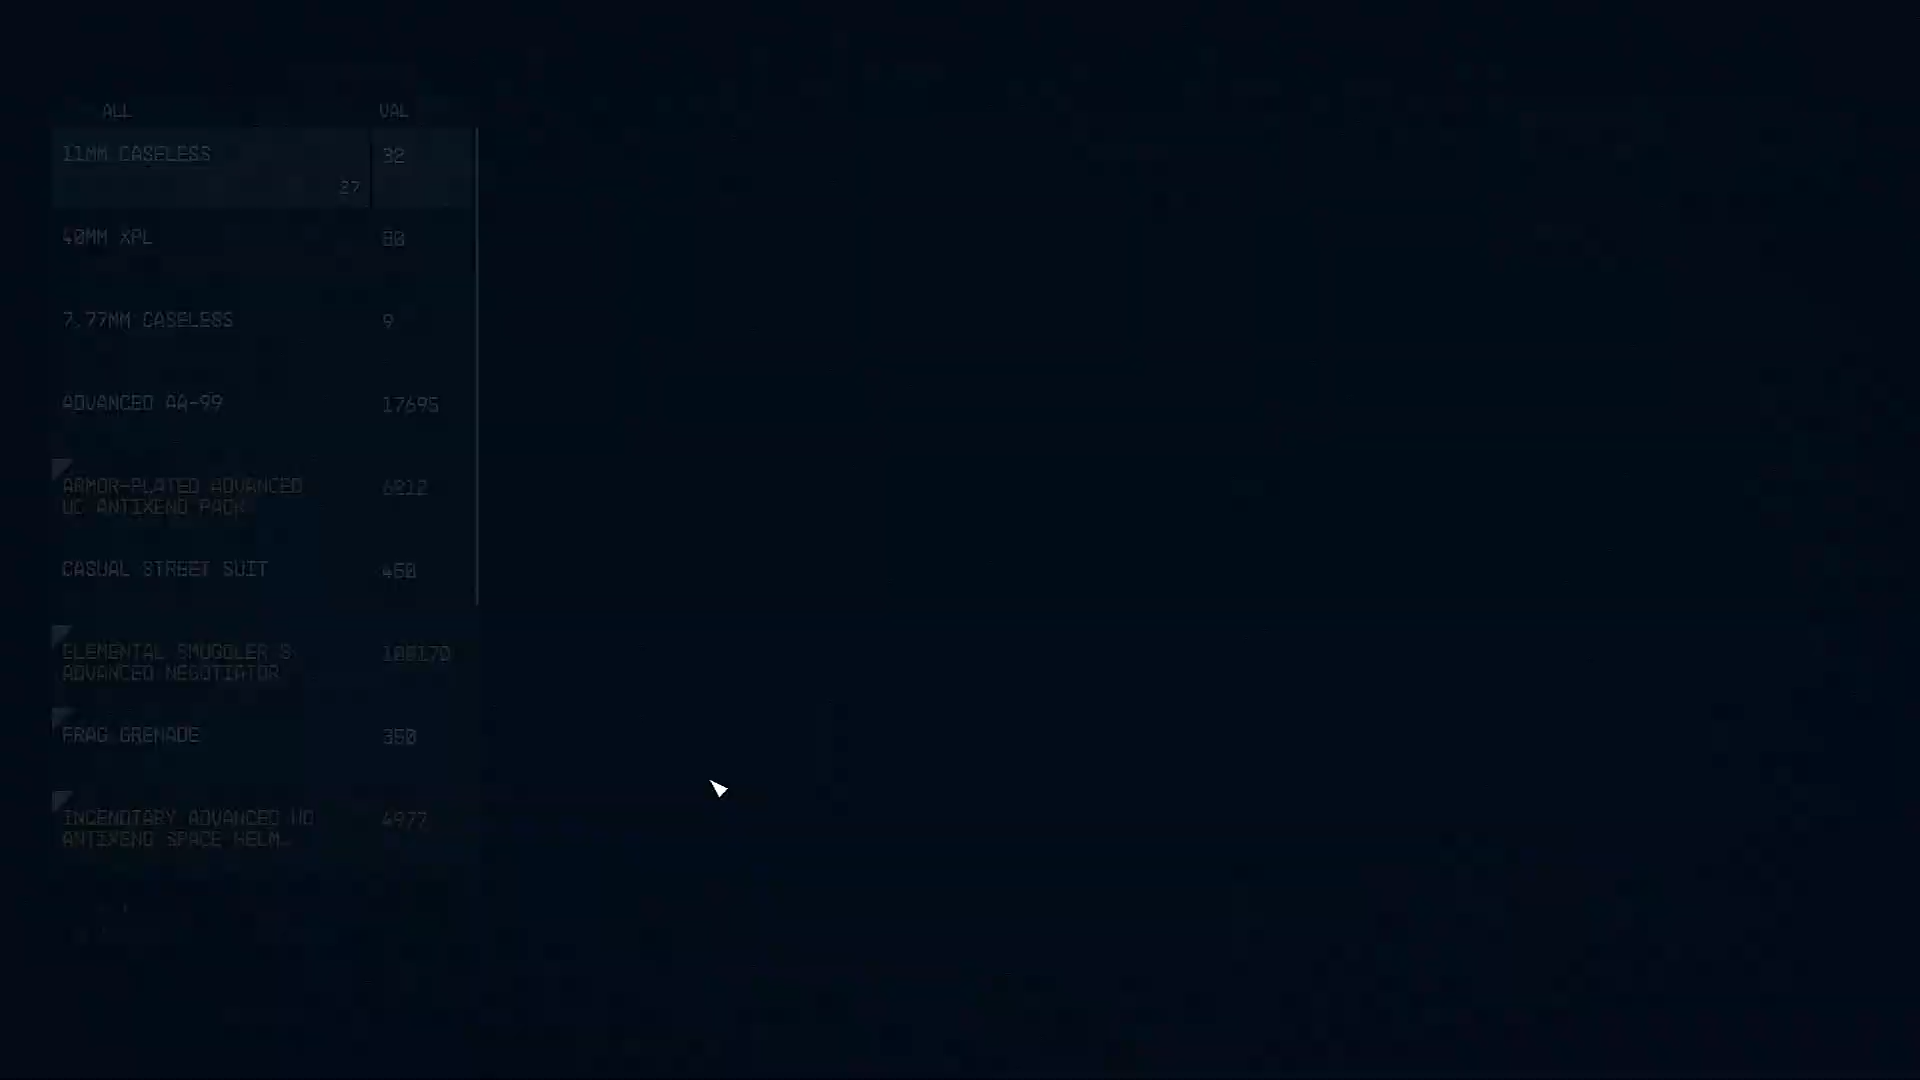 ALL VAL
11MM CASELESS 32
27
40MM XPL 80
7.77MM CASELESS 9
ADVANCED AA-99 17695
ARMOR-PLATED ADVANCED
UC ANTIXENO PACK
CASUAL STREET SUIT 450
ELEMENTAL SMUGGLER'S
ADVANCED NEGOTIATOR
FRAG GRENADE 350
INCENDIARY ADVANCED UC 4977
ANTIXENO SPACE HELM…